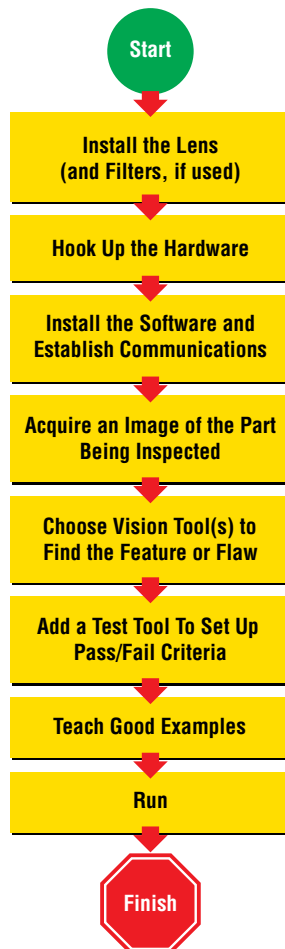 Start
Install the Lens
(and Filters, if used)
Hook Up the Hardware
Install the Software and
Establish Communications
Acquire an Image of the Part
Being Inspected
Choose Vision Tool(s) to
Find the Feature or Flaw
Add a Test Tool To Set Up
Pass/Fail Criteria
Teach Good Examples
Run
Finish